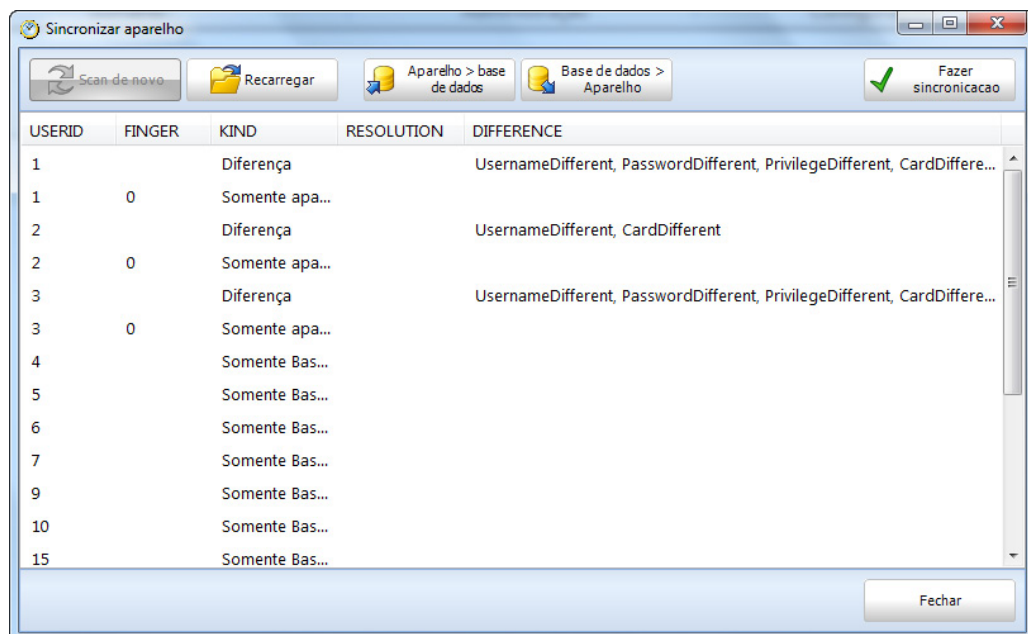 Sincronizar aparelho
Scan de novo
Recarregar
Aparelho > base
de dados
Base de dados >
Aparelho
Fazer
sincronicacao
USERID FINGER KIND RESOLUTION DIFFERENCE
1 Diferença UsernameDifferent, PasswordDifferent, PrivilegeDifferent, CardDiffere...
1 0 Somente apa...
2 Diferença UsernameDifferent, CardDifferent
2 0 Somente apa...
3 Diferença UsernameDifferent, PasswordDifferent, PrivilegeDifferent, CardDiffere...
3 0 Somente apa...
4 Somente Bas...
5 Somente Bas...
6 Somente Bas...
7 Somente Bas...
9 Somente Bas...
10 Somente Bas...
15 Somente Bas...
Fechar